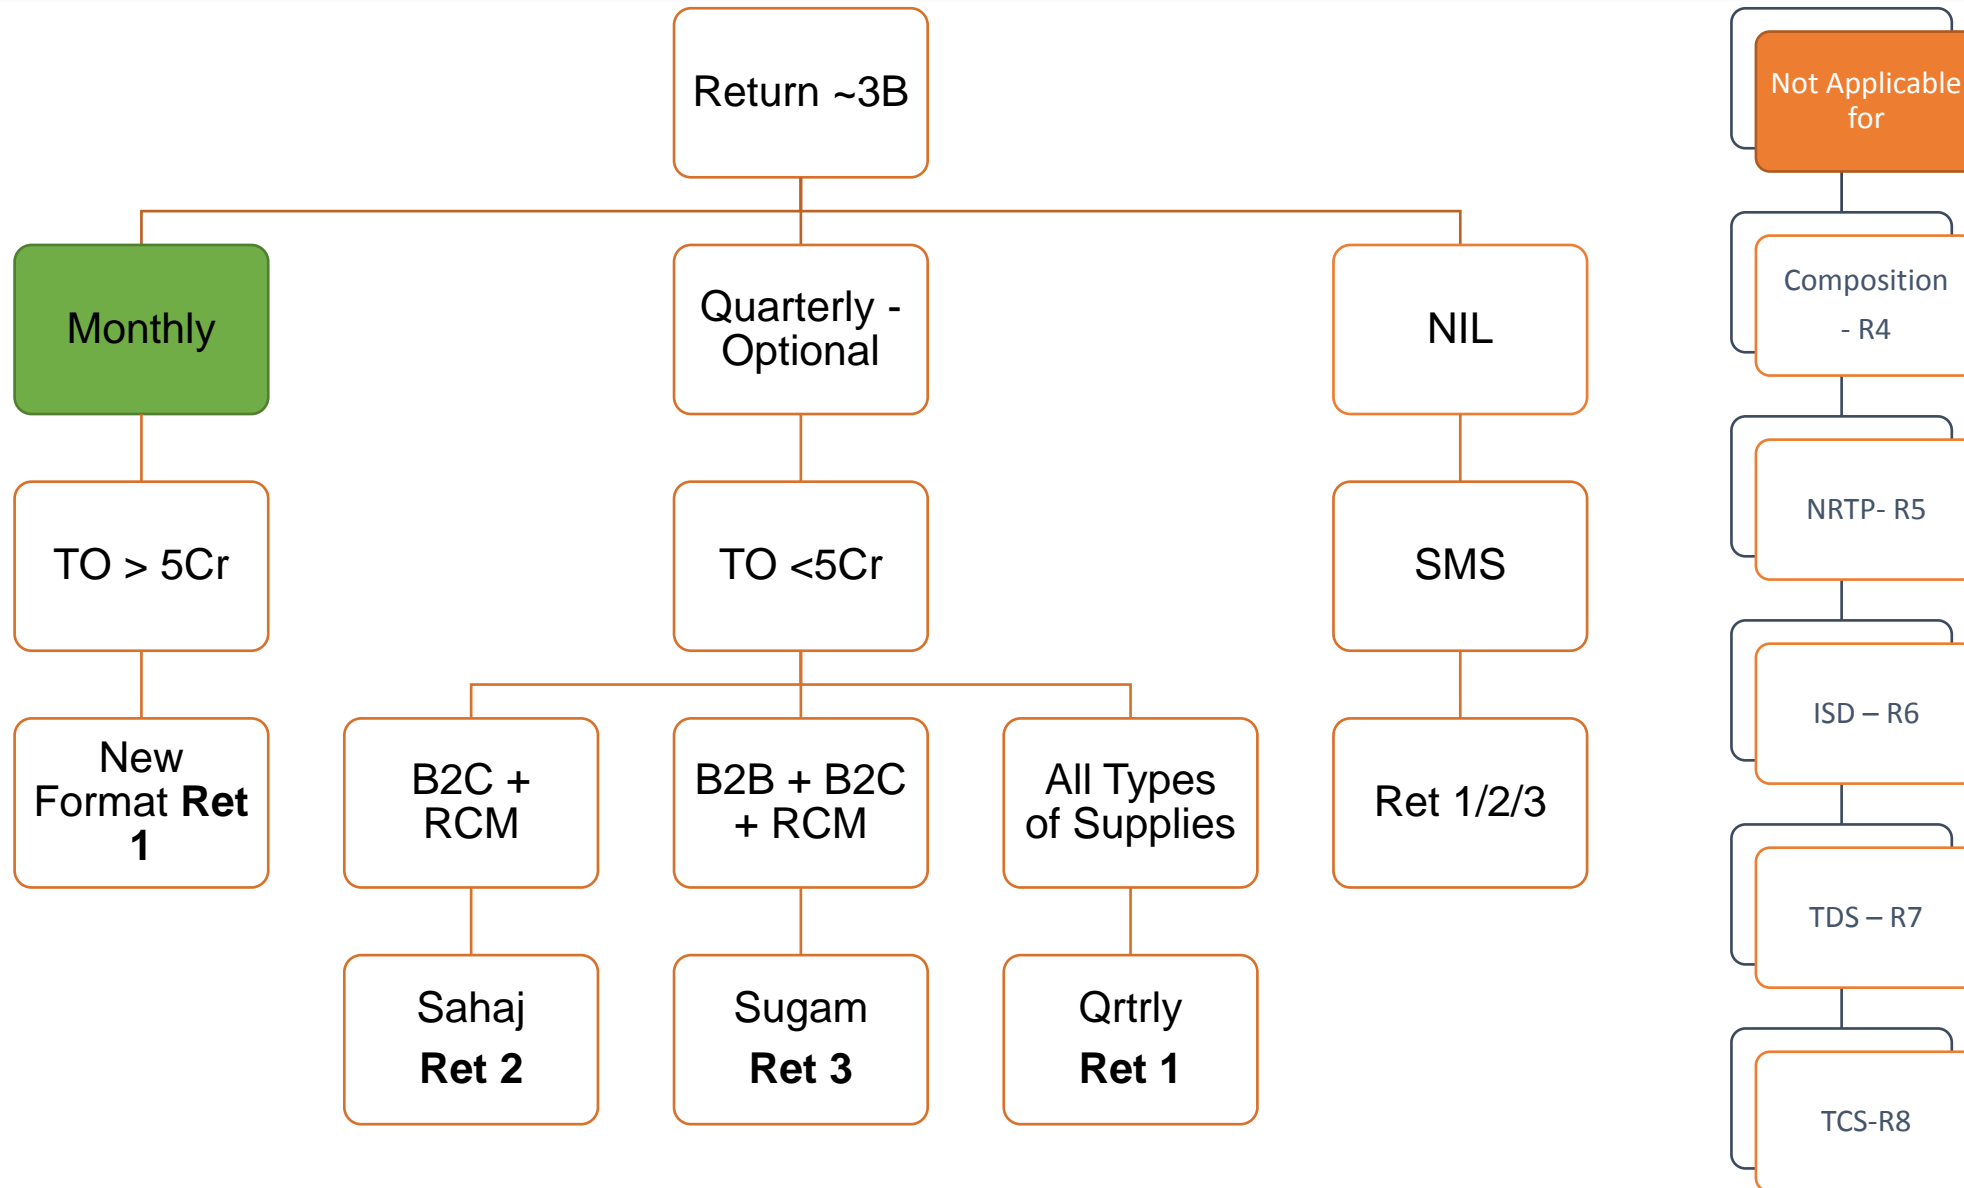 Return ~3B
Monthly
Quarterly -
Optional
NIL
TO > 5Cr
TO <5Cr
SMS
New
Format Ret
1
B2C +
RCM
B2B + B2C
+ RCM
All Types
of Supplies
Ret 1/2/3
Sahaj
Ret 2
Sugam
Ret 3
Qrtrly
Ret 1
Not Applicable
for
Composition
- R4
NRTP- R5
ISD – R6
TDS – R7
TCS-R8